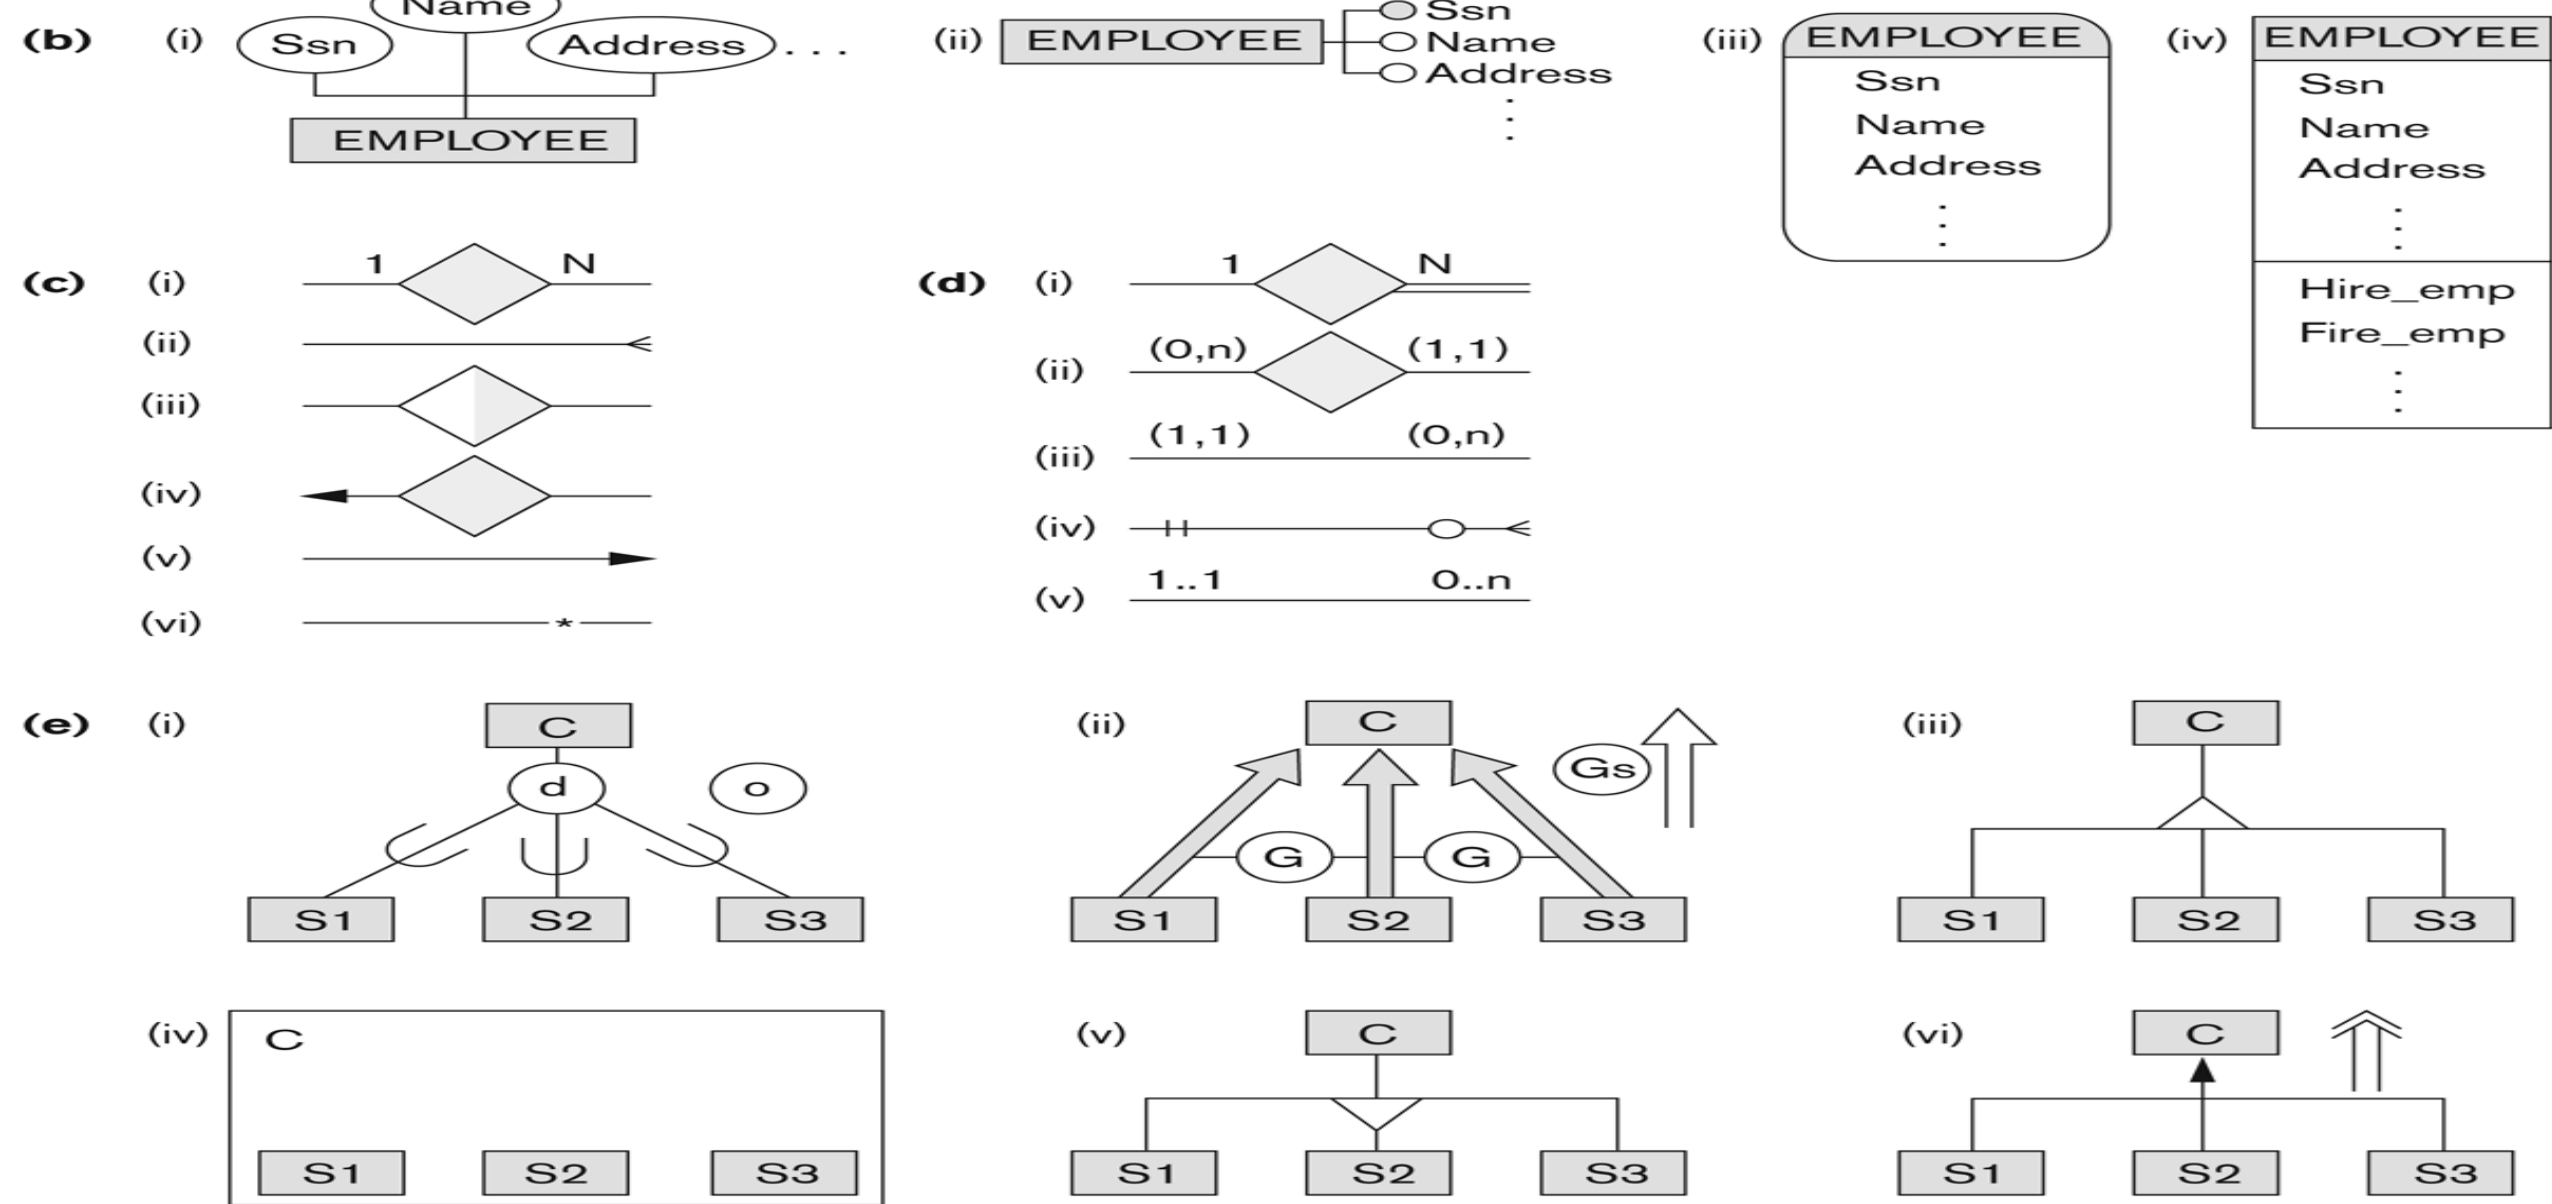 Name
(b) (i) Ssn Address . . .
EMPLOYEE
(ii) EMPLOYEE Ssn
Name
Address
(iii) EMPLOYEE
Ssn
Name
Address
(iv) EMPLOYEE
Ssn
Name
Address
Hire_emp
Fire_emp
(c) (i) 1 N
(ii)
(iii)
(iv)
(v)
(vi) *
(d) (i) 1 N
(ii) (0,n) (1,1)
(iii) (1,1) (0,n)
(iv)
(v) 1..1 0..n
(e) (i) C
d o
S1 S2 S3
(ii) C
Gs
G G
S1 S2 S3
(iii) C
S1 S2 S3
(iv) C
S1 S2 S3
(v) C
S1 S2 S3
(vi) C
S1 S2 S3